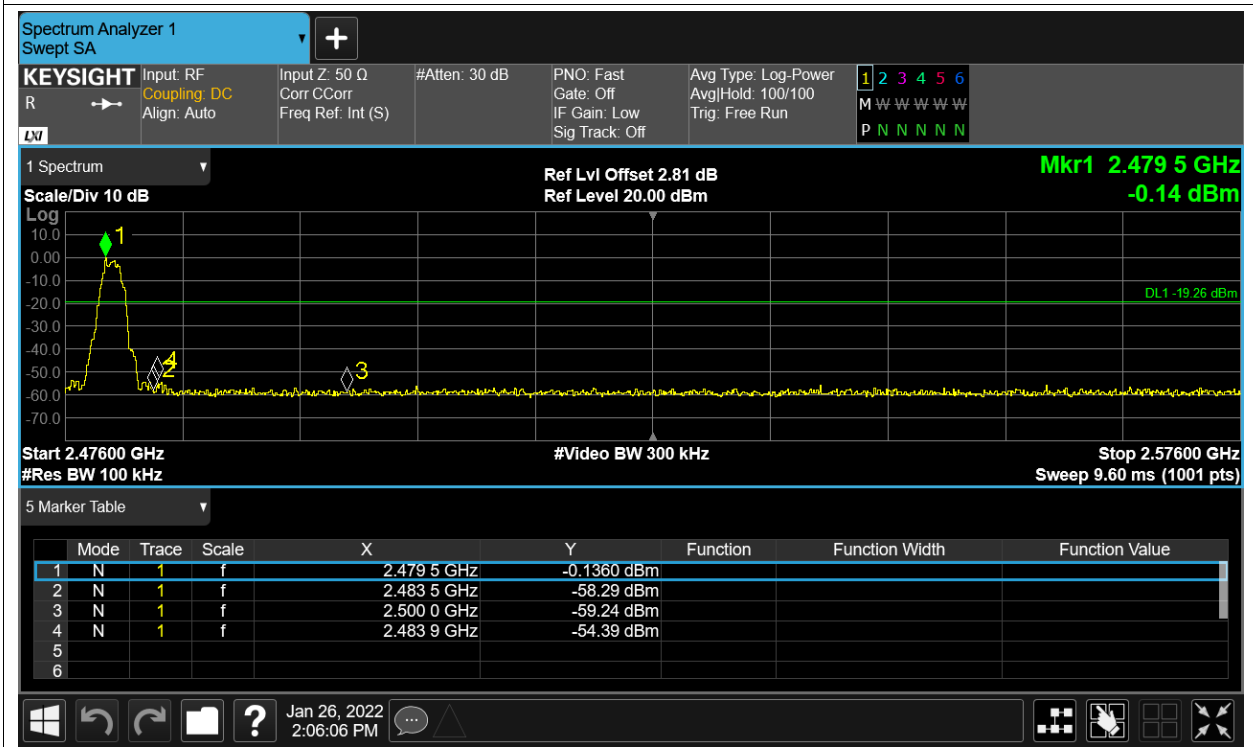 Spectrum Analyzer 1
Swept SA
KEYSIGHT Input: RF Input Z: 50 Ω #Atten: 30 dB PNO: Fast Avg Type: Log-Power 1 2 3 4 5 6
R Coupling: DC Corr CCorr Gate: Off Avg|Hold: 100/100 M W W W W W
Align: Auto Freq Ref: Int (S) IF Gain: Low Trig: Free Run
LXI Sig Track: Off P N N N N N
1 Spectrum Ref Lvl Offset 2.81 dB Mkr1 2.479 5 GHz
Scale/Div 10 dB Ref Level 20.00 dBm -0.14 dBm
Log
10.0
1
0.00
-10.0
DL1 -19.26 dBm
-20.0
-30.0
-40.0
4
-50.0
2 3
-60.0
-70.0
Start 2.47600 GHz #Video BW 300 kHz Stop 2.57600 GHz
#Res BW 100 kHz Sweep 9.60 ms (1001 pts)
5 Marker Table
Mode Trace Scale X Y Function Function Width Function Value
1 N 1 f 2.479 5 GHz -0.1360 dBm
2 N 1 f 2.483 5 GHz -58.29 dBm
3 N 1 f 2.500 0 GHz -59.24 dBm
4 N 1 f 2.483 9 GHz -54.39 dBm
5
6
? Jan 26, 2022
2:06:06 PM